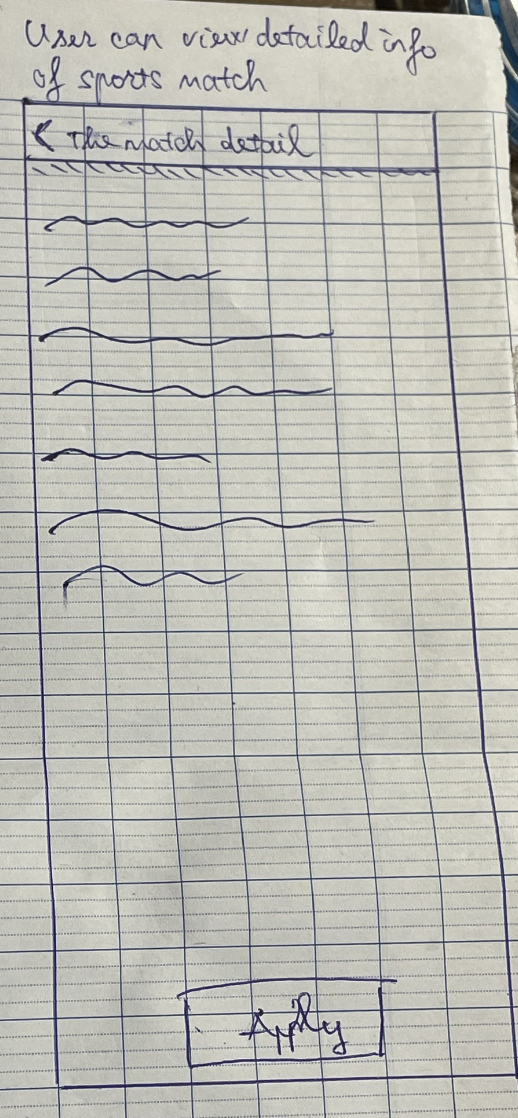 User can view detailed info
of sports match
< The match detail
Apply